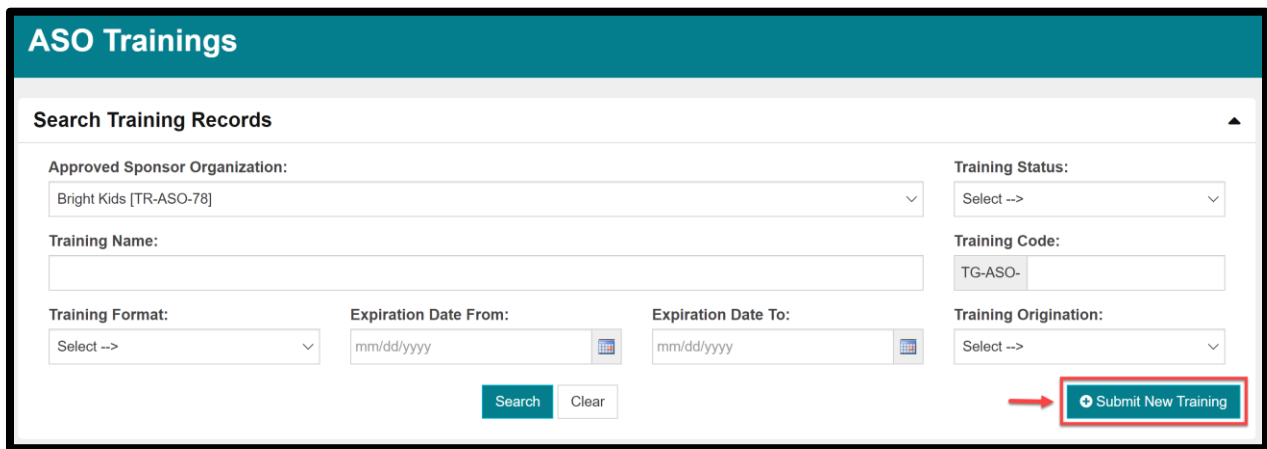 ASO Trainings
Search Training Records
Approved Sponsor Organization:
Training Status:
Bright Kids [TR-ASO-78]
Select -->
Training Name:
Training Code:
TG-ASO-
Training Format:
Expiration Date From:
Expiration Date To:
Training Origination:
Select -->
mm/dd/yyyy
mm/dd/yyyy
Select -->
Search
Clear
Submit New Training